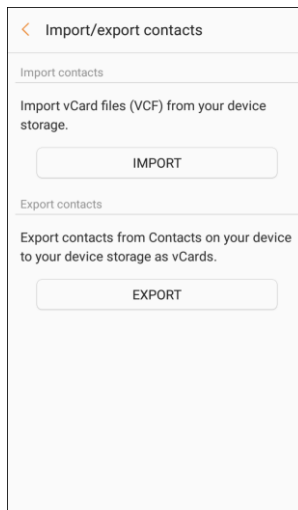 Import/export contacts
Import contacts
Import vCard files (VCF) from your device
storage.
IMPORT
Export contacts
Export contacts from Contacts on your device
to your device storage as vCards.
EXPORT